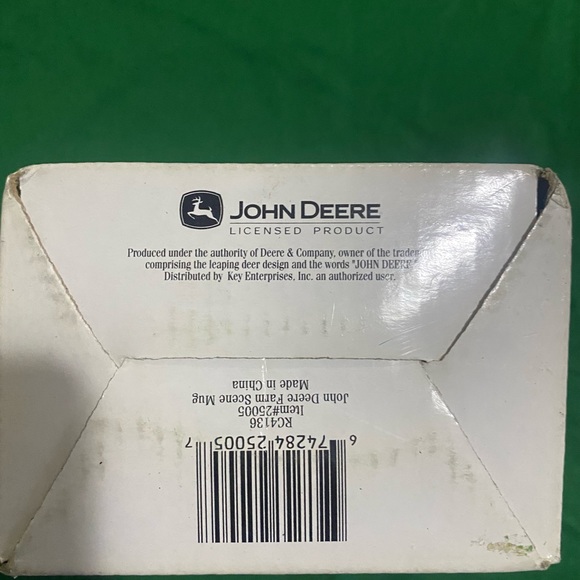 JOHN DEERE
LICENSED PRODUCT
Produced under the authority of Deere & Company, owner of the
comprising the leaping deer design and the words "JOHN DEERE"
Distributed by Key Enterprises, Inc. an authorized user.
6 74284 25005 7
RC4136
Item#25005
John Deere Farm Scene Mug
Made in China